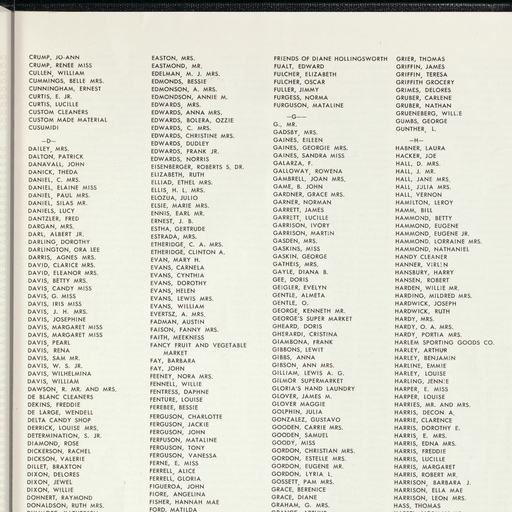 CRUMP, JO-ANN
CRUMP, RENEE MISS
CULLEN, WILLIAM
CUMMINGS, BELLE MRS.
CUNNINGHAM, ERNEST
CURTIS, E. JR.
CURTIS, LUCILLE
CUSTOM CLEANERS
CUSTOM MADE MATERIAL
CUSUMIDI
—D—
DAILEY, MRS.
DALTON, PATRICK
DANAVALL, JOHN
DANICK, THEDA
DANIEL, C. MRS.
DANIEL, ELAINE MISS
DANIEL, PAUL MRS.
DANIEL, SILAS MR.
DANIELS, LUCY
DANTZLER, FRED
DARGAN, MRS.
DARL, ALBERT JR.
DARLING, DOROTHY
DARLINGTON, ORA LEE
DARRIS, AGNES MRS.
DAVID, CLARICE MRS.
DAVID, ELEANOR MRS.
DAVIS, BETTY MRS.
DAVIS, CANDY MISS
DAVIS, G. MISS
DAVIS, IRIS MISS
DAVIS, J. H. MRS.
DAVIS, JOSEPHINE
DAVIS, MARGARET MISS
DAVIS, MARGARET MISS
DAVIS, PEARL
DAVIS, RENA
DAVIS, SAM MR.
DAVIS, W. S. JR.
DAVIS, WILHELMINA
DAVIS, WILLIAM
DAWSON, R. MR. AND MRS.
DE BLANC CLEANERS
DEKINS, FREDDIE
DE LARGE, WENDELL
DELTA CANDY SHOP
DERRICK, LOUISE MRS.
DETERMINATION, S. JR.
DIAMOND, ROSE
DICKERSON, RACHEL
DICKSON, VALERIE
DILLET, BRAXTON
DIXON, DELORES
DIXON, JEWEL
DIXON, WILLIE
DOHNERT, RAYMOND
DONALDSON, RUTH MRS.
EASTON, MRS.
EASTMOND, MR.
EDELMAN, M. J. MRS.
EDMONDS, BESSIE
EDMONSON, A. MRS.
EDMONDSON, ANNIE M.
EDWARDS, MRS.
EDWARDS, ANNA MRS.
EDWARDS, BOLERA, OZZIE
EDWARDS, C. MRS.
EDWARDS, CHRISTINE MRS.
EDWARDS, DUDLEY
EDWARDS, FRANK JR.
EDWARDS, NORRIS
EISENBERGER, ROBERTS S. DR.
ELIZABETH, RUTH
ELLIAD, ETHEL MRS.
ELLIS, H. L. MRS.
ELOZUA, JULIO
ELSIE, MARIE MRS.
ENNIS, EARL MR.
ERNEST, J. B.
ESTHA, GERTRUDE
ESTRADA, MRS.
ETHERIDGE, C. A. MRS.
ETHERIDGE, CLINTON A.
EVAN, MARY H.
EVANS, CARNELA
EVANS, CYNTHIA
EVANS, DOROTHY
EVANS, HELEN
EVANS, LEWIS MRS.
EVANS, WILLIAM
EVERTSZ, A. MRS.
FADMAN, AUSTIN
FAISON, FANNY MRS.
FAITH, MEEKNESS
FANCY FRUIT AND VEGETABLE
MARKET
FAY, BARBARA
FAY, JOHN
FEENEY, NORA MRS.
FENNELL, WILLIE
FENTRESS, DAPHNE
FENTURE, LOUISE
FEREBEE, BESSIE
FERGUSON, CHARLOTTE
FERGUSON, JACKIE
FERGUSON, JOHN
FERFUSON, MATALINE
FERGUSON, TONY
FERGUSON, VANESSA
FERNE, E. MISS
FERRELL, ALICE
FERRELL, GLORIA
FIGUEROA, JOHN
FIORE, ANGELINA
FISHER, HANNAH MAE
FORD, MATILDA
FRIENDS OF DIANE HOLLINGSWORTH
FUALT, EDWARD
FULCHER, ELIZABETH
FULCHER, OSCAR
FULLER, JIMMY
FURGESS, NORMA
FURGUSON, MATALINE
—G—
G., MR.
GADSBY, MRS.
GAINES, EILEEN
GAINES, GEORGIE MRS.
GAINES, SANDRA MISS
GALARZA, F.
GALLOWAY, ROWENA
GAMBRELL, JOAN MRS.
GAME, B. JOHN
GARDNER, GRACE MRS.
GARNER, NORMAN
GARRETT, JAMES
GARRETT, LUCILLE
GARRISON, IVORY
GARRISON, MARTIN
GASDEN, MRS.
GASKINS, MISS
GASKIN, GEORGE
GATHEIS, MRS.
GAYLE, DIANA B.
GEE, DORIS
GEIGLER, EVELYN
GENTLE, ALMETA
GENTLE, O.
GEORGE, KENNETH MR.
GEORGE'S SUPER MARKET
GHEARD, DORIS
GHERARDI, CRISTINA
GIAMBONA, FRANK
GIBBONS, LEWIT
GIBBS, ANNA
GIBSON, ANN MRS.
GILLIAM, LEWIS A. G.
GILMOR SUPERMARKET
GLORIA'S HAND LAUNDRY
GLOVER, JAMES M.
GLOVER MAGGIE
GOLPHIN, JULIA
GONZALEZ, GUSTAVO
GOODEN, CARRIE MRS.
GOODEN, SAMUEL
GOODY, MISS
GORDON, CHRISTIAN MRS.
GORDON, ESTELLE MRS.
GORDON, EUGENE MR.
GORDON, LYRIA L.
GOSSETT, PAM MRS.
GRACE, BERENICE
GRACE, DIANE
GRAHAM, G. MRS.
GRIER, THOMAS
GRIFFIN, JAMES
GRIFFIN, TERESA
GRIFFITH GROCERY
GRIMES, DELORES
GRUBER, CARLENE
GRUBER, NATHAN
GRUENEBERG, WILLIE
GUMBS, GEORGE
GUNTHER, L.
—H—
HABNER, LAURA
HACKER, JOE
HALL, D. MRS.
HALL, J. MR.
HALL, JANE MRS.
HALL, JULIA MRS.
HALL, VERNON
HAMILTON, LEROY
HAMM, BILL
HAMMOND, BETTY
HAMMOND, EUGENE
HAMMOND, EUGENE JR.
HAMMOND, LORRAINE MRS.
HAMMOND, NATHANIEL
HANDY CLEANER
HANNER, VIRLIN
HANSBURY, HARRY
HANSEN, ROBERT
HARDEN, WILLIE MR.
HARDING, MILDRED MRS.
HARDWICK, JOSEPH
HARDWICK, RUTH
HARDY, MRS.
HARDY, O. A. MRS.
HARDY, PORTIA MRS.
HARLEM SPORTING GOODS CO.
HARLEY, ARTHUR
HARLEY, BENJAMIN
HARLINE, EMMIE
HARLEY, LOUISE
HARLING, JENNIE
HARPER, E. MISS
HARPER, LOUISE
HARRIES, MR. AND MRS.
HARRIS, DECON A.
HARRIE, CLARENCE
HARRIS, DOROTHY E.
HARRIS, E. MRS.
HARRIS, EDNA MRS.
HARRIS, FREDDIE
HARRIS, LUCILLE
HARRIS, MARGARET
HARRIS, ROBERT MR.
HARRISON, BARBARA J.
HARRISON, ELLA MAE
HARRISON, LEON MRS.
HASS, THOMAS